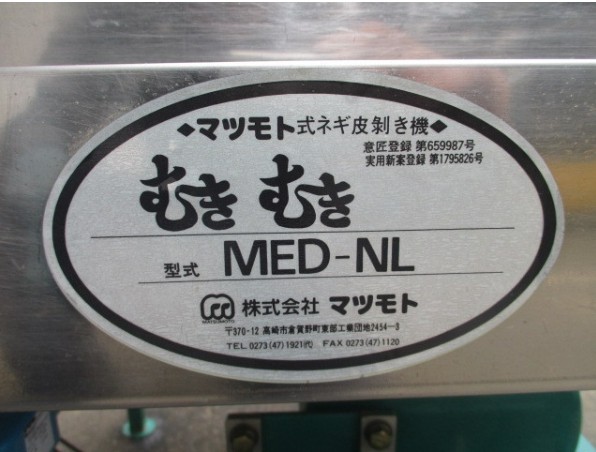 ◆マツモト式ネギ皮剝き機◆
意匠登録 第659987号
実用新案登録 第1795826号
むきむき
型式 MED-NL
株式会社 マツモト
〒370-12 高崎市倉賀野町東部工業団地2454-3
TEL 0273(47)1921代 FAX 0273(47)1120